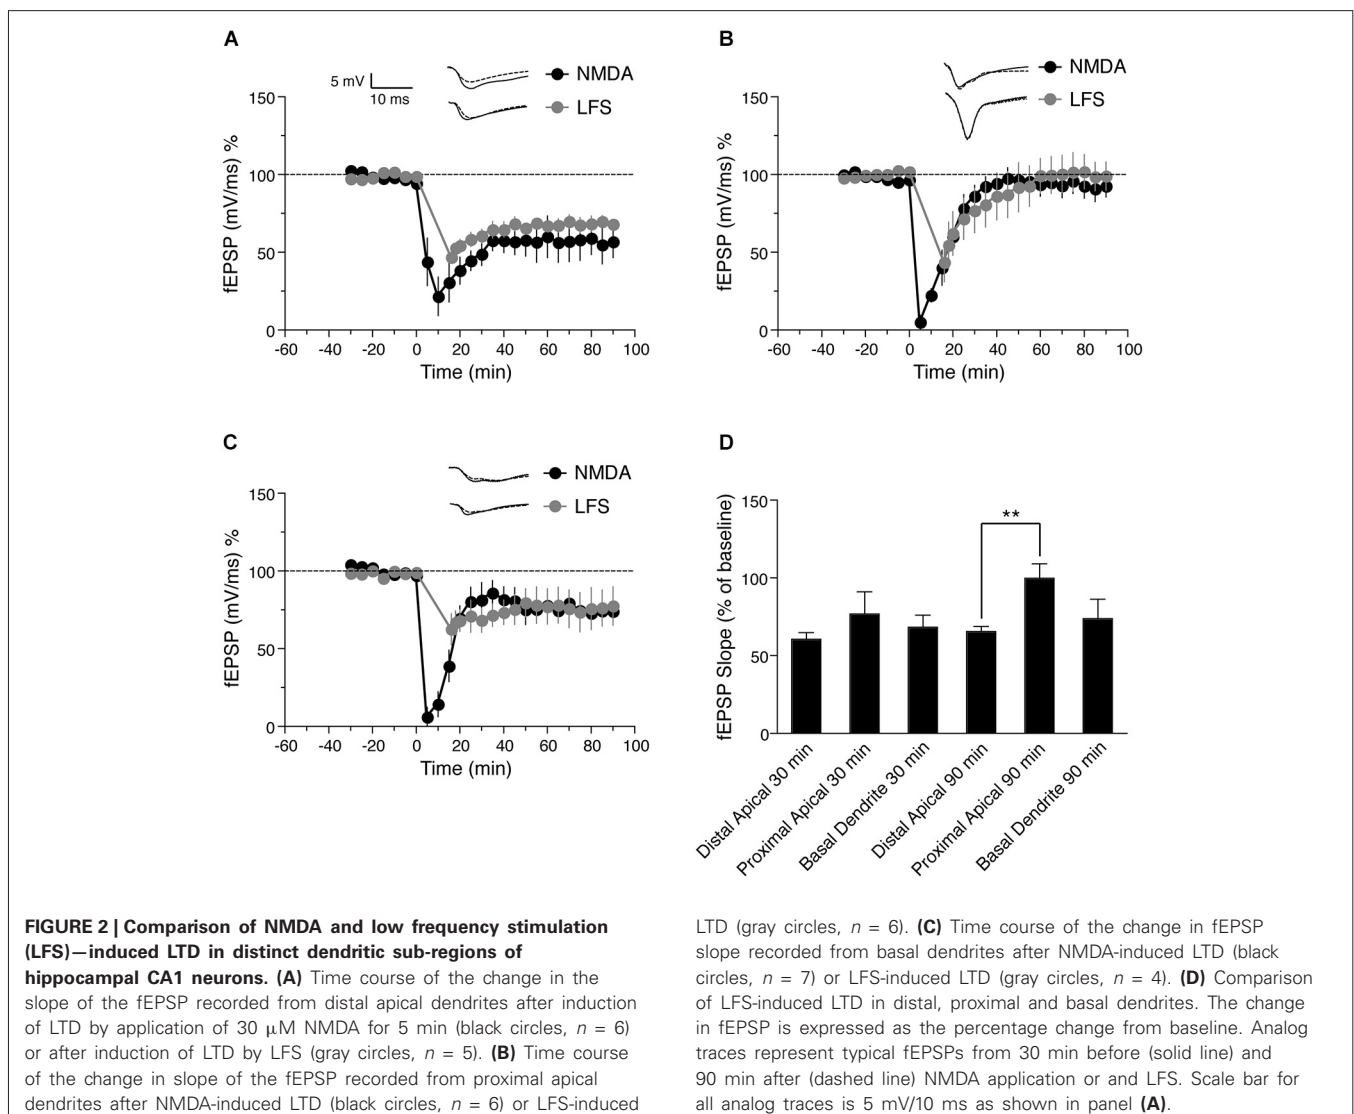 A
5 mV
10 ms
NMDA
LFS
fEPSP (mV/ms) %
150
100
50
0
-60 -40 -20 0 20 40 60 80 100
Time (min)
B
NMDA
LFS
fEPSP (mV/ms) %
150
100
50
0
-60 -40 -20 0 20 40 60 80 100
Time (min)
C
NMDA
LFS
fEPSP (mV/ms) %
150
100
50
0
-60 -40 -20 0 20 40 60 80 100
Time (min)
D
fEPSP Slope (% of baseline)
150
100
50
0
**
Distal Apical 30 min
Proximal Apical 30 min
Basal Dendrite 30 min
Distal Apical 90 min
Proximal Apical 90 min
Basal Dendrite 90 min
FIGURE 2 | Comparison of NMDA and low frequency stimulation
(LFS)—induced LTD in distinct dendritic sub-regions of
hippocampal CA1 neurons. (A) Time course of the change in the
slope of the fEPSP recorded from distal apical dendrites after induction
of LTD by application of 30 μM NMDA for 5 min (black circles, n = 6)
or after induction of LTD by LFS (gray circles, n = 5). (B) Time course
of the change in slope of the fEPSP recorded from proximal apical
dendrites after NMDA-induced LTD (black circles, n = 6) or LFS-induced
LTD (gray circles, n = 6). (C) Time course of the change in fEPSP
slope recorded from basal dendrites after NMDA-induced LTD (black
circles, n = 7) or LFS-induced LTD (gray circles, n = 4). (D) Comparison
of LFS-induced LTD in distal, proximal and basal dendrites. The change
in fEPSP is expressed as the percentage change from baseline. Analog
traces represent typical fEPSPs from 30 min before (solid line) and
90 min after (dashed line) NMDA application or and LFS. Scale bar for
all analog traces is 5 mV/10 ms as shown in panel (A).